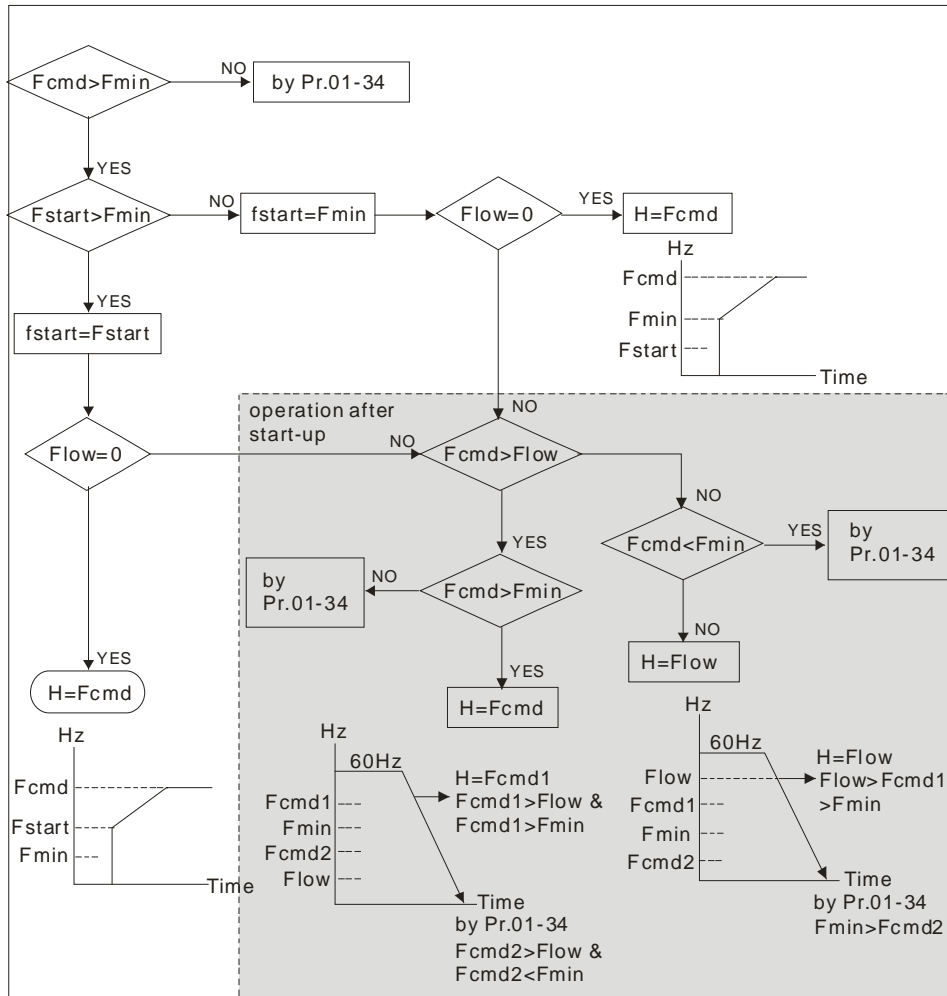 Fcmd>Fmin
NO
by Pr.01-34
YES
Fstart>Fmin
NO
fstart=Fmin
Flow=0
YES
H=Fcmd
Hz
Fcmd
Fmin
Fstart
Time
YES
fstart=Fstart
NO
operation after
start-up
Flow=0
NO
Fcmd>Flow
NO
YES
Fcmd<Fmin
YES
by
Pr.01-34
by
Pr.01-34
NO
Fcmd>Fmin
NO
H=Flow
YES
H=Fcmd
YES
H=Fcmd
Hz
Fcmd
Fstart
Fmin
Time
Hz
60Hz
Fcmd1
Fmin
Fcmd2
Flow
H=Fcmd1
Fcmd1>Flow &
Fcmd1>Fmin
Time
by Pr.01-34
Fcmd2>Flow &
Fcmd2<Fmin
Hz
60Hz
Flow
Fcmd1
Fmin
Fcmd2
H=Flow
Flow>Fcmd1
>Fmin
Time
by Pr.01-34
Fmin>Fcmd2